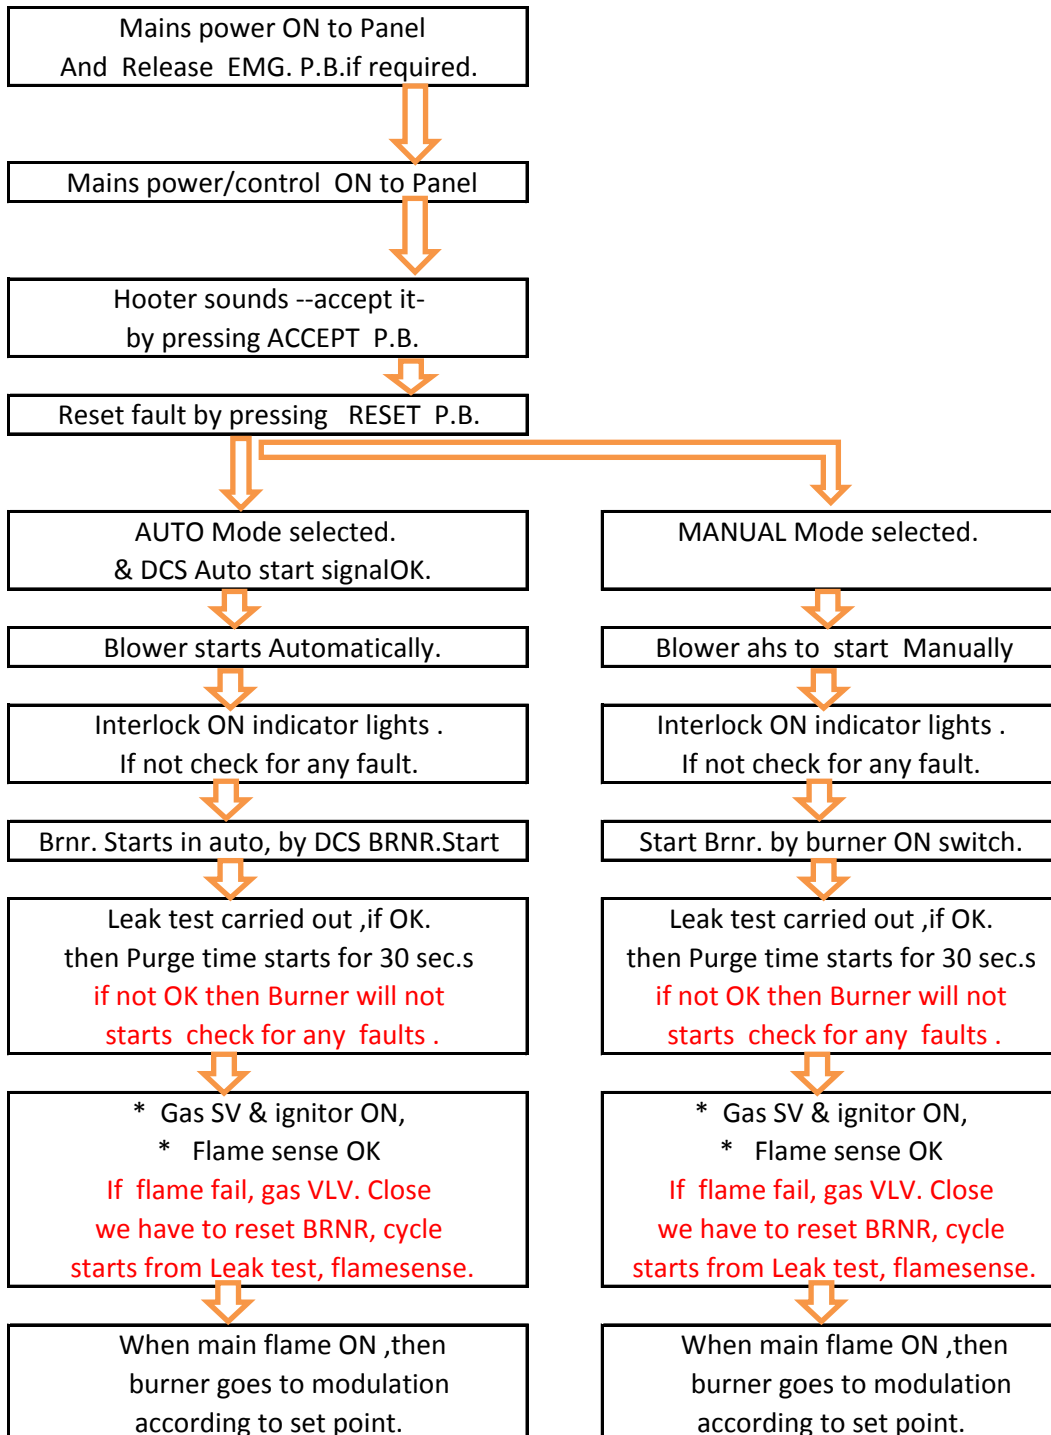 Mains power ON to Panel
And Release EMG. P.B.if required.
Mains power/control ON to Panel
Hooter sounds --accept it-
by pressing ACCEPT P.B.
Reset fault by pressing RESET P.B.
AUTO Mode selected.
& DCS Auto start signalOK.
Blower starts Automatically.
Interlock ON indicator lights .
If not check for any fault.
Brnr. Starts in auto, by DCS BRNR.Start
Leak test carried out ,if OK.
then Purge time starts for 30 sec.s
if not OK then Burner will not
starts check for any faults .
* Gas SV & ignitor ON,
* Flame sense OK
If flame fail, gas VLV. Close
we have to reset BRNR, cycle
starts from Leak test, flamesense.
When main flame ON ,then
burner goes to modulation
according to set point.
MANUAL Mode selected.
Blower ahs to start Manually
Interlock ON indicator lights .
If not check for any fault.
Start Brnr. by burner ON switch.
Leak test carried out ,if OK.
then Purge time starts for 30 sec.s
if not OK then Burner will not
starts check for any faults .
* Gas SV & ignitor ON,
* Flame sense OK
If flame fail, gas VLV. Close
we have to reset BRNR, cycle
starts from Leak test, flamesense.
When main flame ON ,then
burner goes to modulation
according to set point.